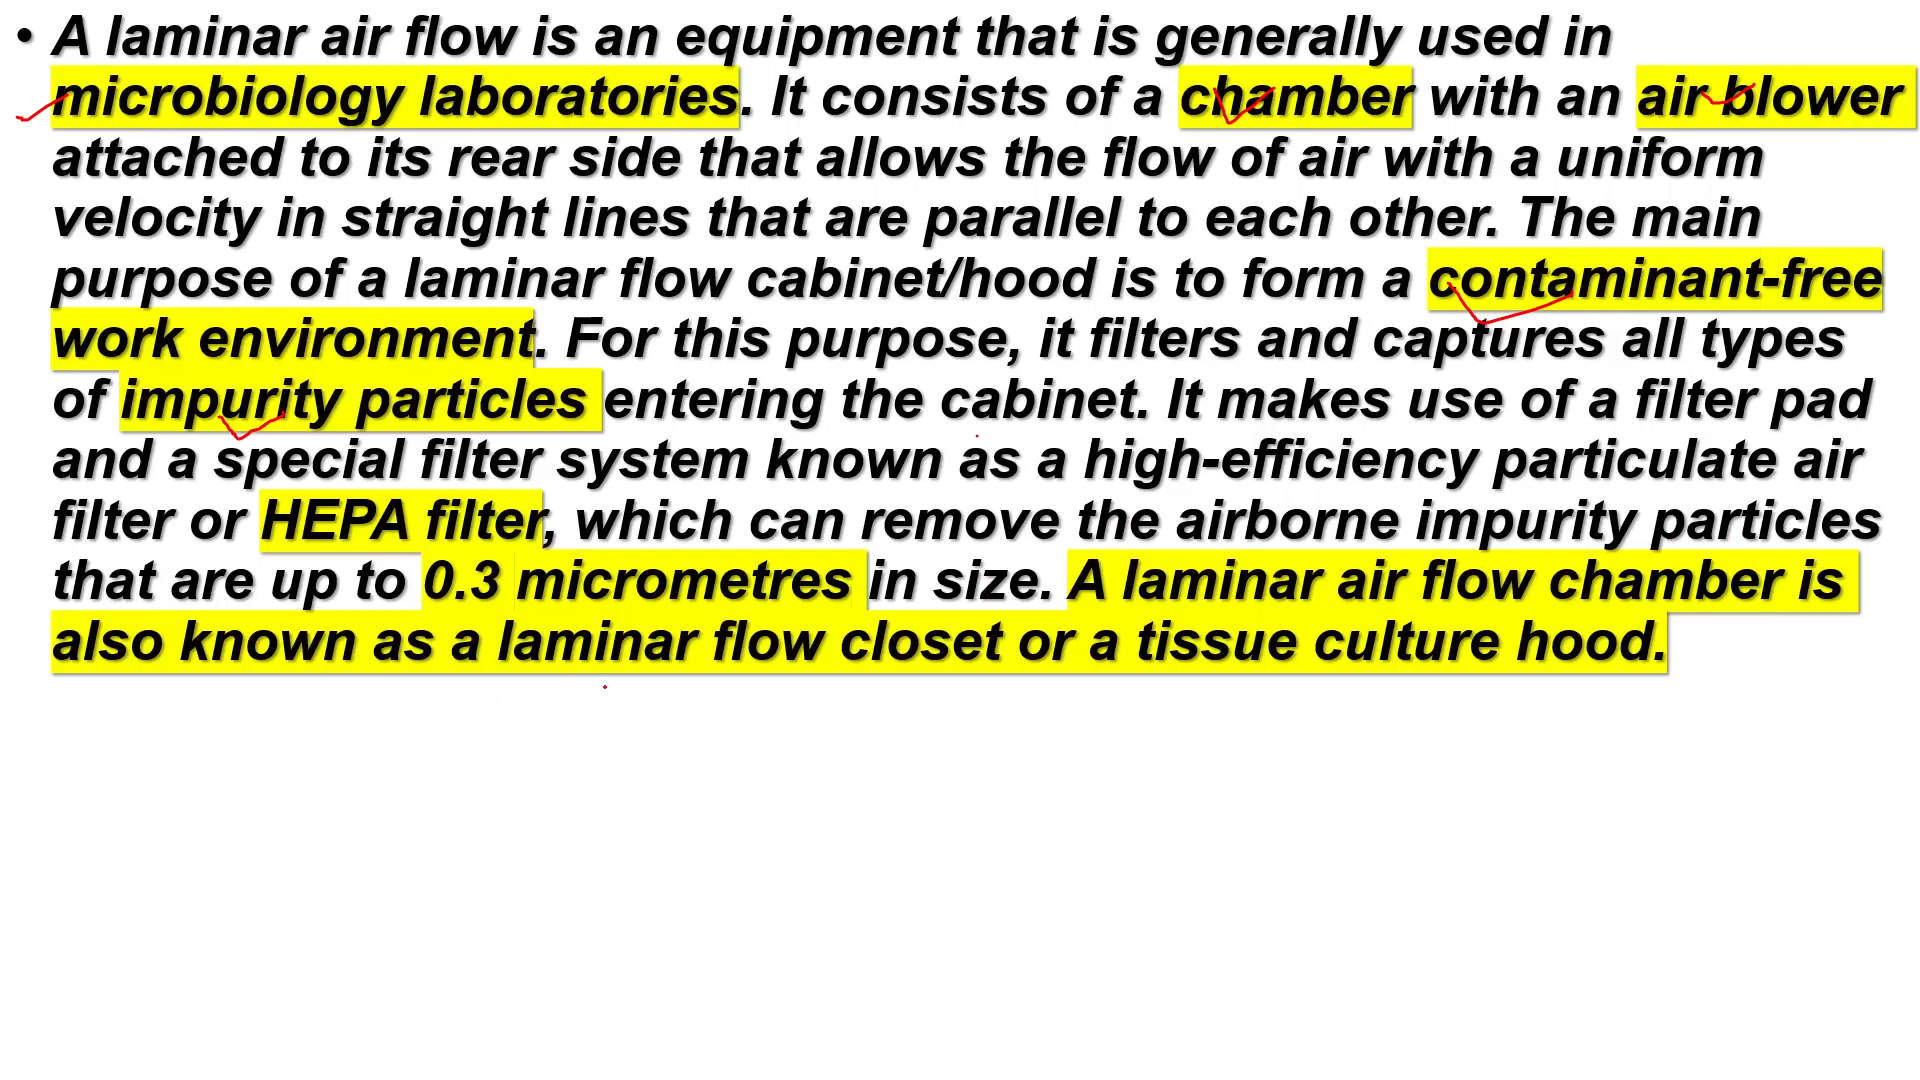 • A laminar air flow is an equipment that is generally used in
microbiology laboratories. It consists of a chamber with an air blower
attached to its rear side that allows the flow of air with a uniform
velocity in straight lines that are parallel to each other. The main
purpose of a laminar flow cabinet/hood is to form a contaminant-free
work environment. For this purpose, it filters and captures all types
of impurity particles entering the cabinet. It makes use of a filter pad
and a special filter system known as a high-efficiency particulate air
filter or HEPA filter, which can remove the airborne impurity particles
that are up to 0.3 micrometres in size. A laminar air flow chamber is
also known as a laminar flow closet or a tissue culture hood.